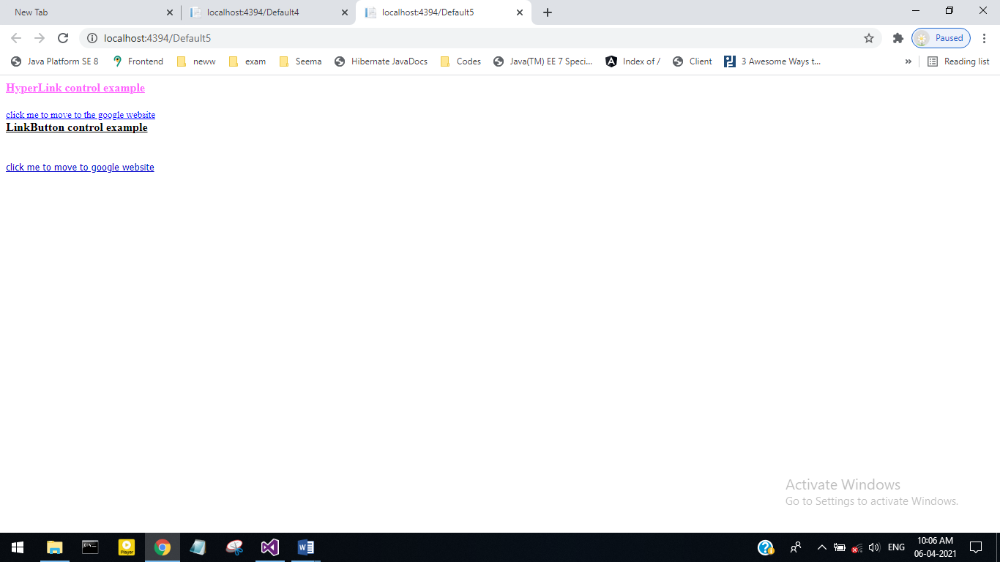 New Tab
localhost:4394/Default4
localhost:4394/Default5
localhost:4394/Default5
Paused
Java Platform SE 8
Frontend
neww
exam
Seema
Hibernate JavaDocs
Codes
Java(TM) EE 7 Speci...
Index of /
Client
3 Awesome Ways t...
»
Reading list
HyperLink control example
click me to move to the google website
LinkButton control example
click me to move to google website
Activate Windows
Go to Settings to activate Windows.
Player
ENG
10:06 AM
06-04-2021